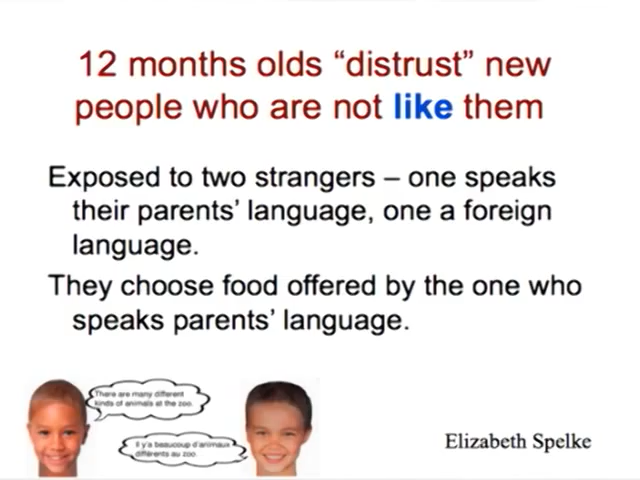 12 months olds “distrust” new
people who are not like them
Exposed to two strangers – one speaks
their parents’ language, one a foreign
language.
They choose food offered by the one who
speaks parents’ language.
There are many different
kinds of animals at the zoo.
Il y'a beaucoup d'animaux
différents au zoo.
Elizabeth Spelke